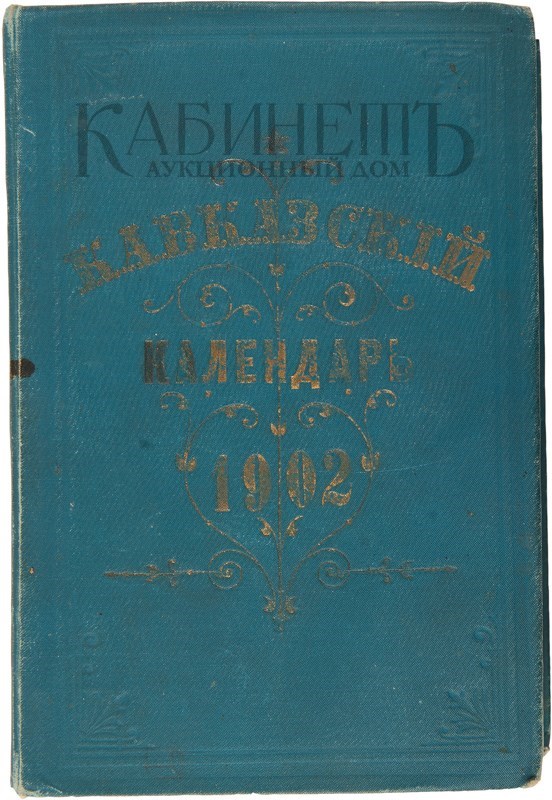 КАБИНЕТЪ
АУКЦИОННЫЙ ДОМ
КАВКАЗСКІЙ
КАЛЕНДАРЬ
1902